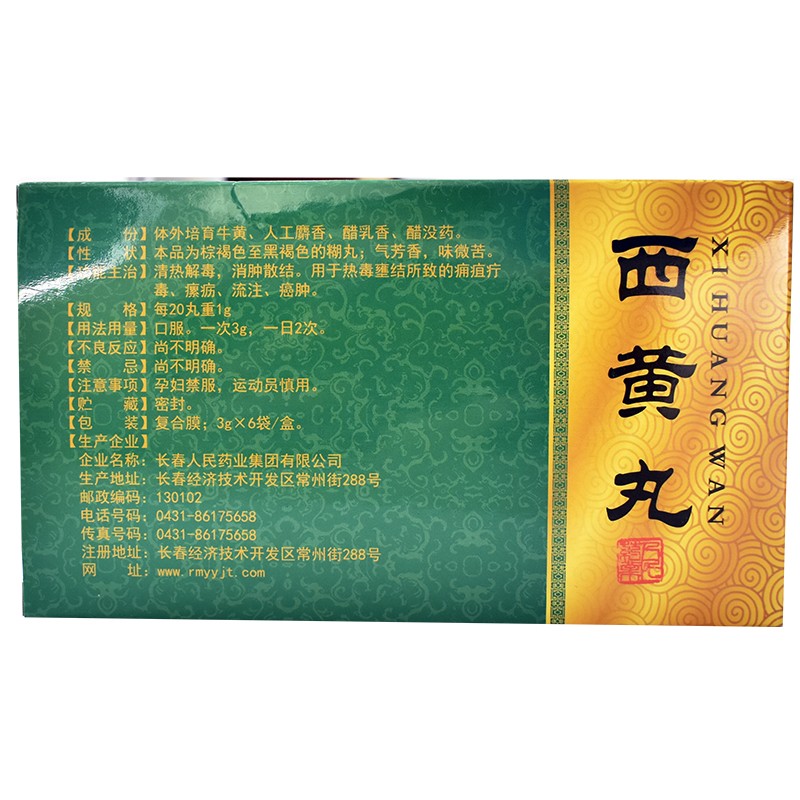 【成　　份】体外培育牛黄、人工麝香、醋乳香、醋没药。
【性　　状】本品为棕褐色至黑褐色的糊丸；气芳香，味微苦。
【功能主治】清热解毒，消肿散结。用于热毒壅结所致的痈疽疔
毒、瘰疬、流注、癌肿。
【规　　格】每20丸重1g
【用法用量】口服。一次3g，一日2次。
【不良反应】尚不明确。
【禁　　忌】尚不明确。
【注意事项】孕妇禁服，运动员慎用。
【贮　　藏】密封。
【包　　装】复合膜；3g×6袋/盒。
【生产企业】
企业名称：长春人民药业集团有限公司
生产地址：长春经济技术开发区常州街288号
邮政编码：130102
电话号码：0431-86175658
传真号码：0431-86175658
注册地址：长春经济技术开发区常州街288号
网　　址：www.rmyyjt.com
西黄丸
XI HUANG WAN